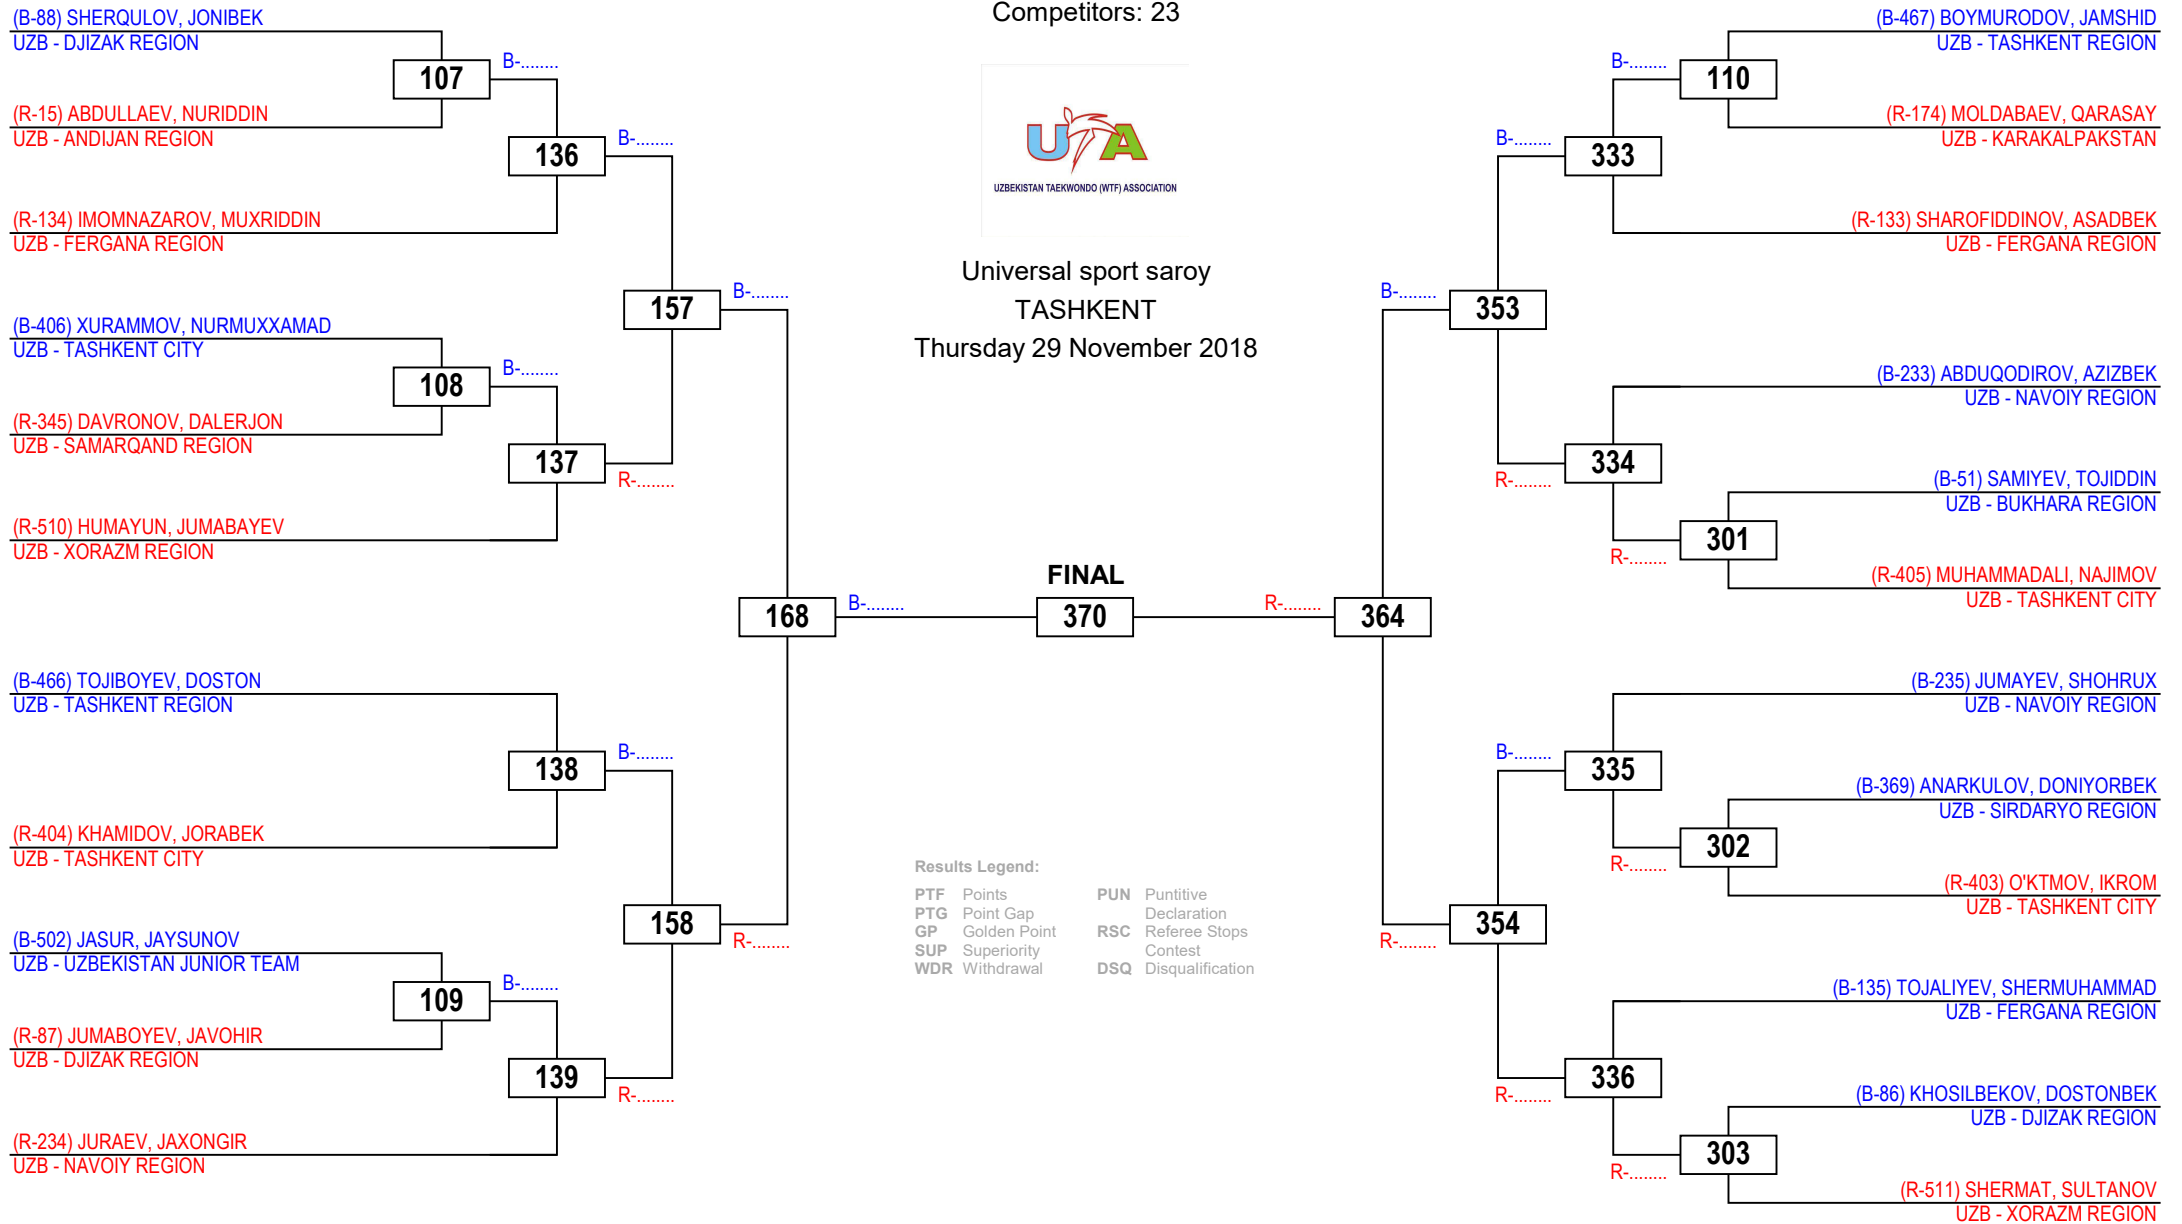 (B-88) SHERQULOV, JONIBEK
UZB - DJIZAK REGION
107
B-........
(R-15) ABDULLAEV, NURIDDIN
UZB - ANDIJAN REGION
136
B-........
(R-134) IMOMNAZAROV, MUXRIDDIN
UZB - FERGANA REGION
157
B-........
(B-406) XURAMMOV, NURMUXXAMAD
UZB - TASHKENT CITY
108
B-........
(R-345) DAVRONOV, DALERJON
UZB - SAMARQAND REGION
137
R-........
(R-510) HUMAYUN, JUMABAYEV
UZB - XORAZM REGION
168
B-........
(B-466) TOJIBOYEV, DOSTON
UZB - TASHKENT REGION
138
B-........
(R-404) KHAMIDOV, JORABEK
UZB - TASHKENT CITY
158
R-........
(B-502) JASUR, JAYSUNOV
UZB - UZBEKISTAN JUNIOR TEAM
109
B-........
(R-87) JUMABOYEV, JAVOHIR
UZB - DJIZAK REGION
139
R-........
(R-234) JURAEV, JAXONGIR
UZB - NAVOIY REGION
Competitors: 23
UTA
UZBEKISTAN TAEKWONDO (WTF) ASSOCIATION
Universal sport saroy
TASHKENT
Thursday 29 November 2018
FINAL
370
Results Legend:
PTF Points
PTG Point Gap
GP Golden Point
SUP Superiority
WDR Withdrawal
PUN Puntitive
Declaration
RSC Referee Stops
Contest
DSQ Disqualification
(B-467) BOYMURODOV, JAMSHID
UZB - TASHKENT REGION
B-........
110
(R-174) MOLDABAEV, QARASAY
UZB - KARAKALPAKSTAN
B-........
333
(R-133) SHAROFIDDINOV, ASADBEK
UZB - FERGANA REGION
B-........
353
(B-233) ABDUQODIROV, AZIZBEK
UZB - NAVOIY REGION
R-........
334
(B-51) SAMIYEV, TOJIDDIN
UZB - BUKHARA REGION
R-........
301
(R-405) MUHAMMADALI, NAJIMOV
UZB - TASHKENT CITY
R-........
364
(B-235) JUMAYEV, SHOHRUX
UZB - NAVOIY REGION
B-........
335
(B-369) ANARKULOV, DONIYORBEK
UZB - SIRDARYO REGION
R-........
302
(R-403) O'KTMOV, IKROM
UZB - TASHKENT CITY
R-........
354
(B-135) TOJALIYEV, SHERMUHAMMAD
UZB - FERGANA REGION
R-........
336
(B-86) KHOSILBEKOV, DOSTONBEK
UZB - DJIZAK REGION
R-........
303
(R-511) SHERMAT, SULTANOV
UZB - XORAZM REGION